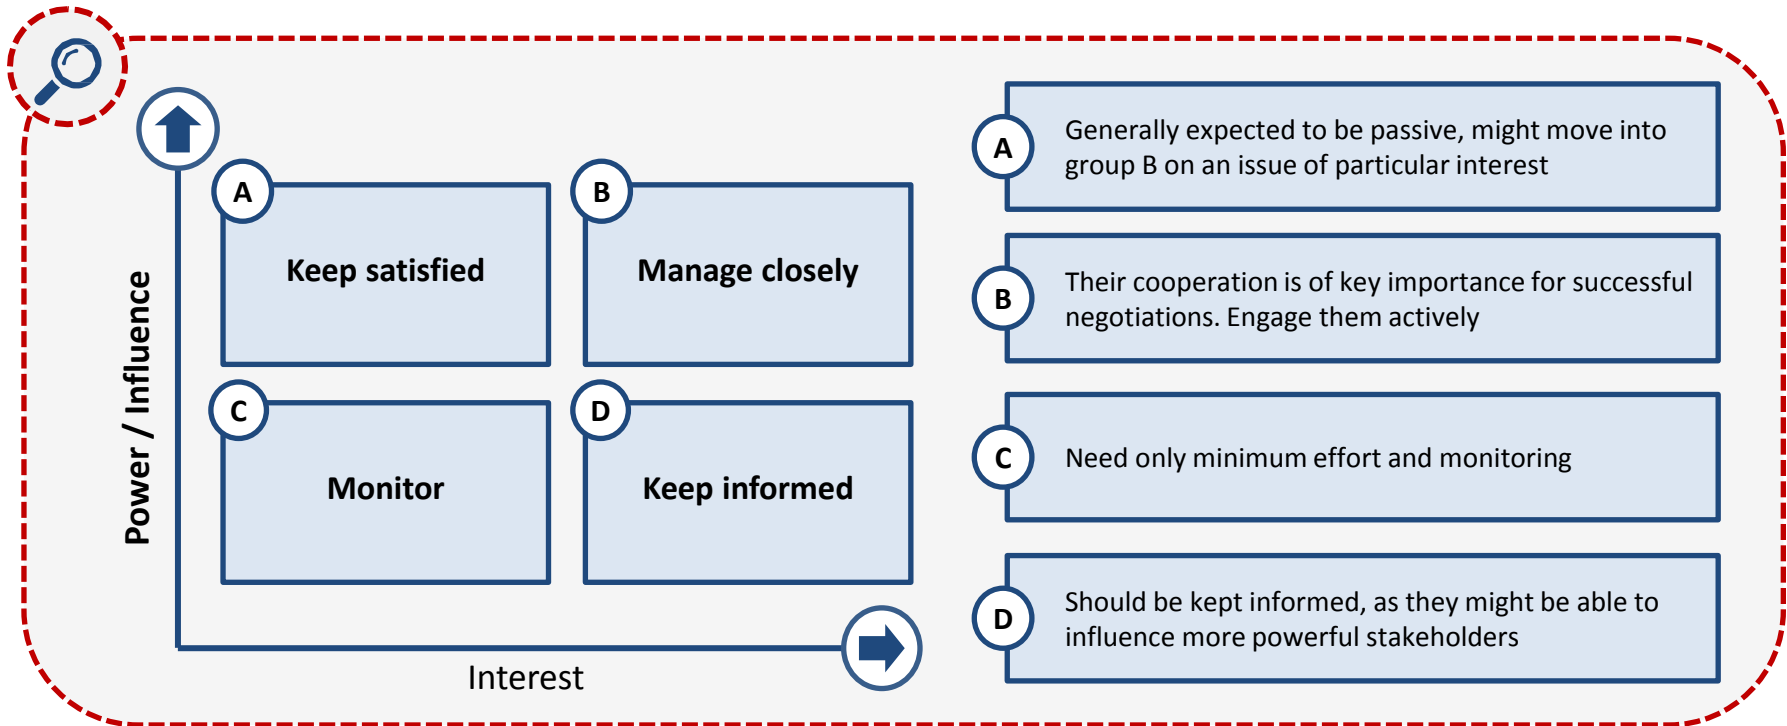 A
Keep satisfied
B
Manage closely
C
Monitor
D
Keep informed
Power / Influence
Interest
A
Generally expected to be passive, might move into
group B on an issue of particular interest
B
Their cooperation is of key importance for successful
negotiations. Engage them actively
C
Need only minimum effort and monitoring
D
Should be kept informed, as they might be able to
influence more powerful stakeholders